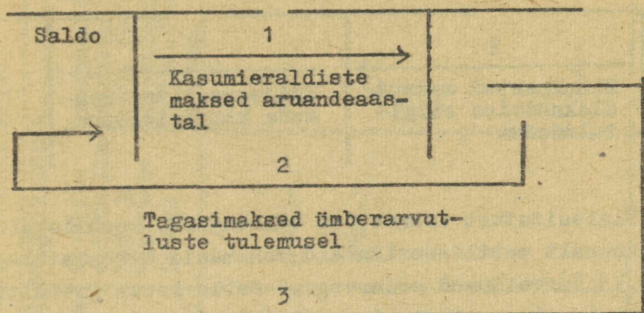 Saldo
1
Kasumieraldiste
maksed aruandeaas-
tal
2
Tagasimaksed ümberarvut-
luste tulemusel
3